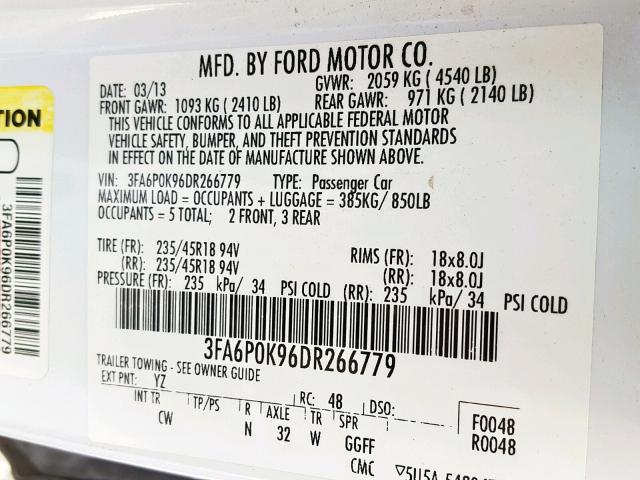 MFD. BY FORD MOTOR CO.
DATE: 03/13 GVWR: 2059 KG ( 4540 LB)
FRONT GAWR: 1093 KG ( 2410 LB) REAR GAWR: 971 KG ( 2140 LB)
THIS VEHICLE CONFORMS TO ALL APPLICABLE FEDERAL MOTOR
VEHICLE SAFETY, BUMPER, AND THEFT PREVENTION STANDARDS
IN EFFECT ON THE DATE OF MANUFACTURE SHOWN ABOVE.
VIN: 3FA6P0K96DR266779 TYPE: Passenger Car
MAXIMUM LOAD = OCCUPANTS + LUGGAGE = 385KG/ 850LB
OCCUPANTS = 5 TOTAL; 2 FRONT, 3 REAR
TIRE (FR): 235/45R18 94V RIMS (FR): 18x8.0J
(RR): 235/45R18 94V (RR): 18x8.0J
PRESSURE (FR): 235 kPa/ 34 PSI COLD (RR): 235 kPa/ 34 PSI COLD
3FA6P0K96DR266779
TRAILER TOWING - SEE OWNER GUIDE
EXT PNT: YZ RC: 48 DSO: F0048
INT TR TP/PS R AXLE TR SPR R0048
CW N 32 W GGFF
CMC
3FA6P0K96DR266779